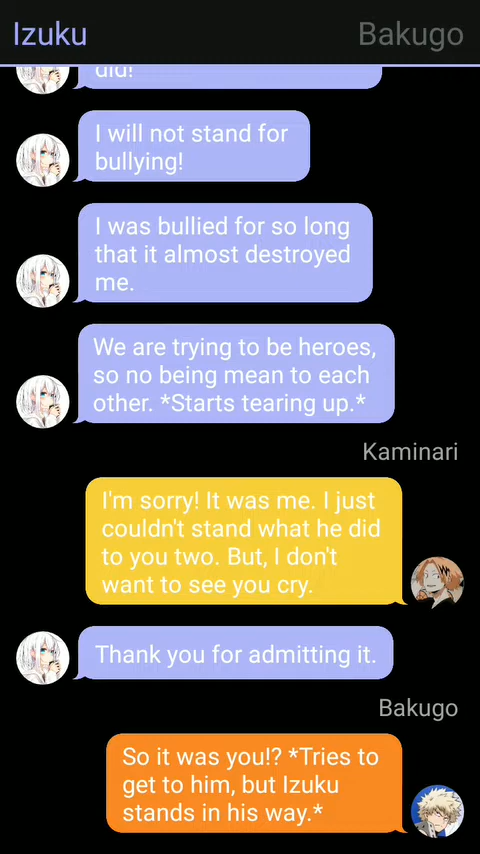 Izuku Bakugo
did!
I will not stand for
bullying!
I was bullied for so long
that it almost destroyed
me.
We are trying to be heroes,
so no being mean to each
other. *Starts tearing up.*
Kaminari
I'm sorry! It was me. I just
couldn't stand what he did
to you two. But, I don't
want to see you cry.
Thank you for admitting it.
Bakugo
So it was you!? *Tries to
get to him, but Izuku
stands in his way.*